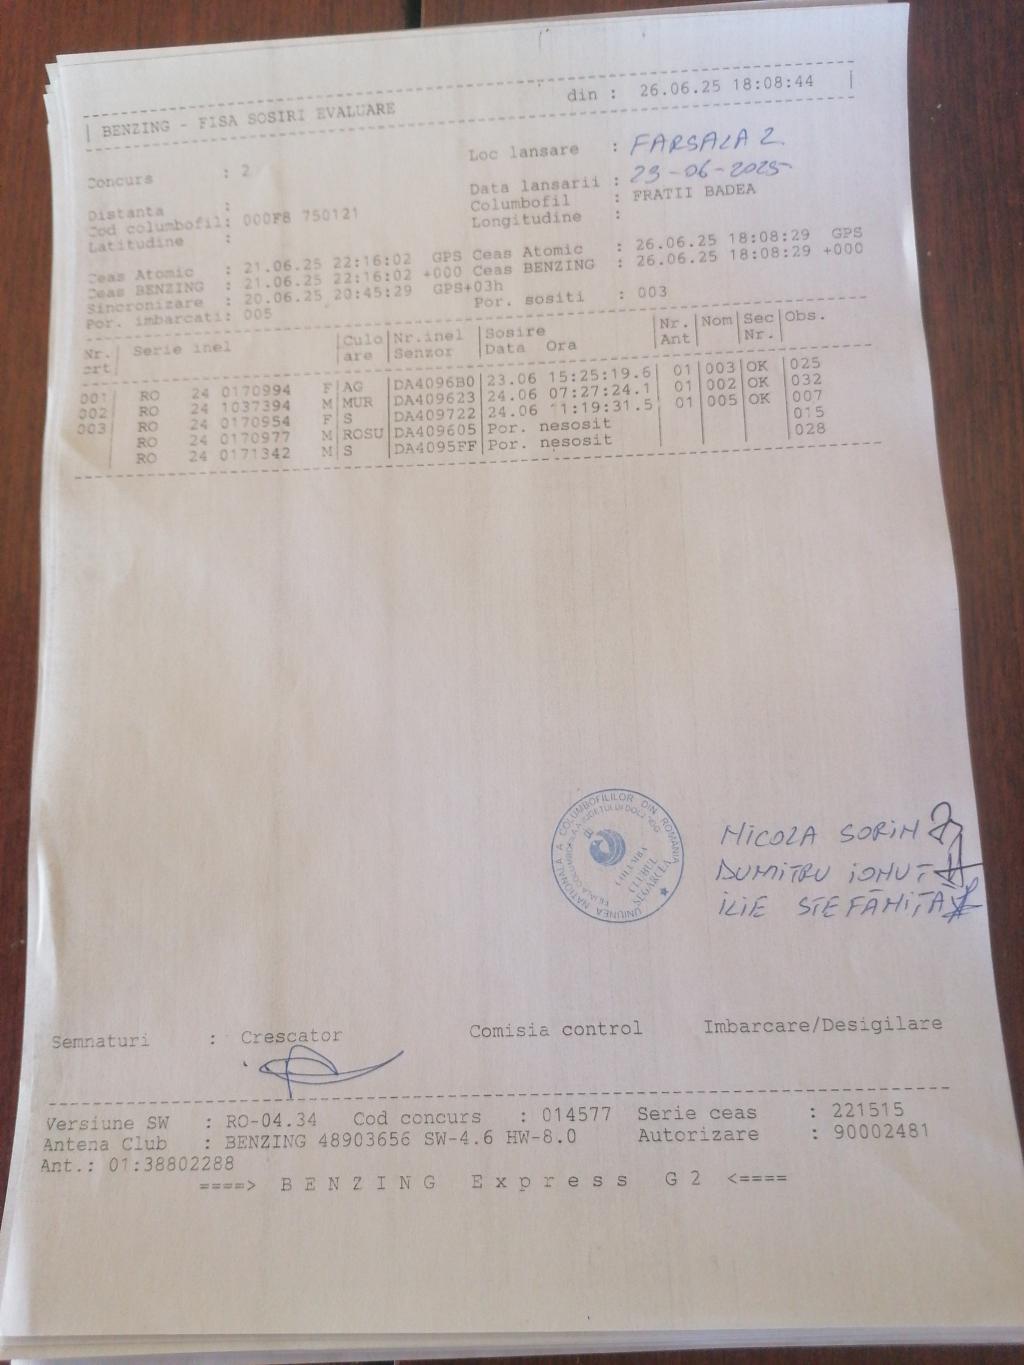 din : 26.06.25 18:08:44 |
| BENZING - FISA SOSIRI EVALUARE
Loc lansare : FARSALA 2
Concurs : 2
Data lansarii : 23-06-2025
Distanta :
Columbofil : FRATII BADEA
Cod columbofil: 000F8 750121
Longitudine :
Latitudine :
Ceas Atomic : 21.06.25 22:16:02 GPS Ceas Atomic : 26.06.25 18:08:29 GPS
Ceas BENZING : 21.06.25 22:16:02 +000 Ceas BENZING : 26.06.25 18:08:29 +000
Sincronizare : 20.06.25 20:45:29 GPS+03h
Por. imbarcati: 005 Por. sositi : 003
Nr. | Serie inel |Culo |Nr.inel |Sosire |Nr. |Nom |Sec |Obs.
crt | |are |Senzor |Data Ora |Ant | |Nr. |
001 | RO 24 0170994 F |AG |DA4096B0 |23.06 15:25:19.6 | 01 |003 |OK |025
002 | RO 24 1037394 M |MUR |DA409623 |24.06 07:27:24.1 | 01 |002 |OK |032
003 | RO 24 0170954 F |S |DA409722 |24.06 11:19:31.5 | 01 |005 |OK |007
RO 24 0170977 M |ROSU |DA409605 |Por. nesosit | | | |015
RO 24 0171342 M |S |DA4095FF |Por. nesosit | | | |028
UNIUNEA NATIONALA A COLUMBOFILILOR DIN ROMANIA
COLUMBA
CLUBUL
SEGARCEA
NICOLA SORIN
DUMITRU IONUT
ILIE STEFĂNIȚA
Semnaturi : Crescator Comisia control Imbarcare/Desigilare
Versiune SW : RO-04.34 Cod concurs : 014577 Serie ceas : 221515
Antena Club : BENZING 48903656 SW-4.6 HW-8.0 Autorizare : 90002481
Ant.: 01:38802288
====> B E N Z I N G E x p r e s s G 2 <====